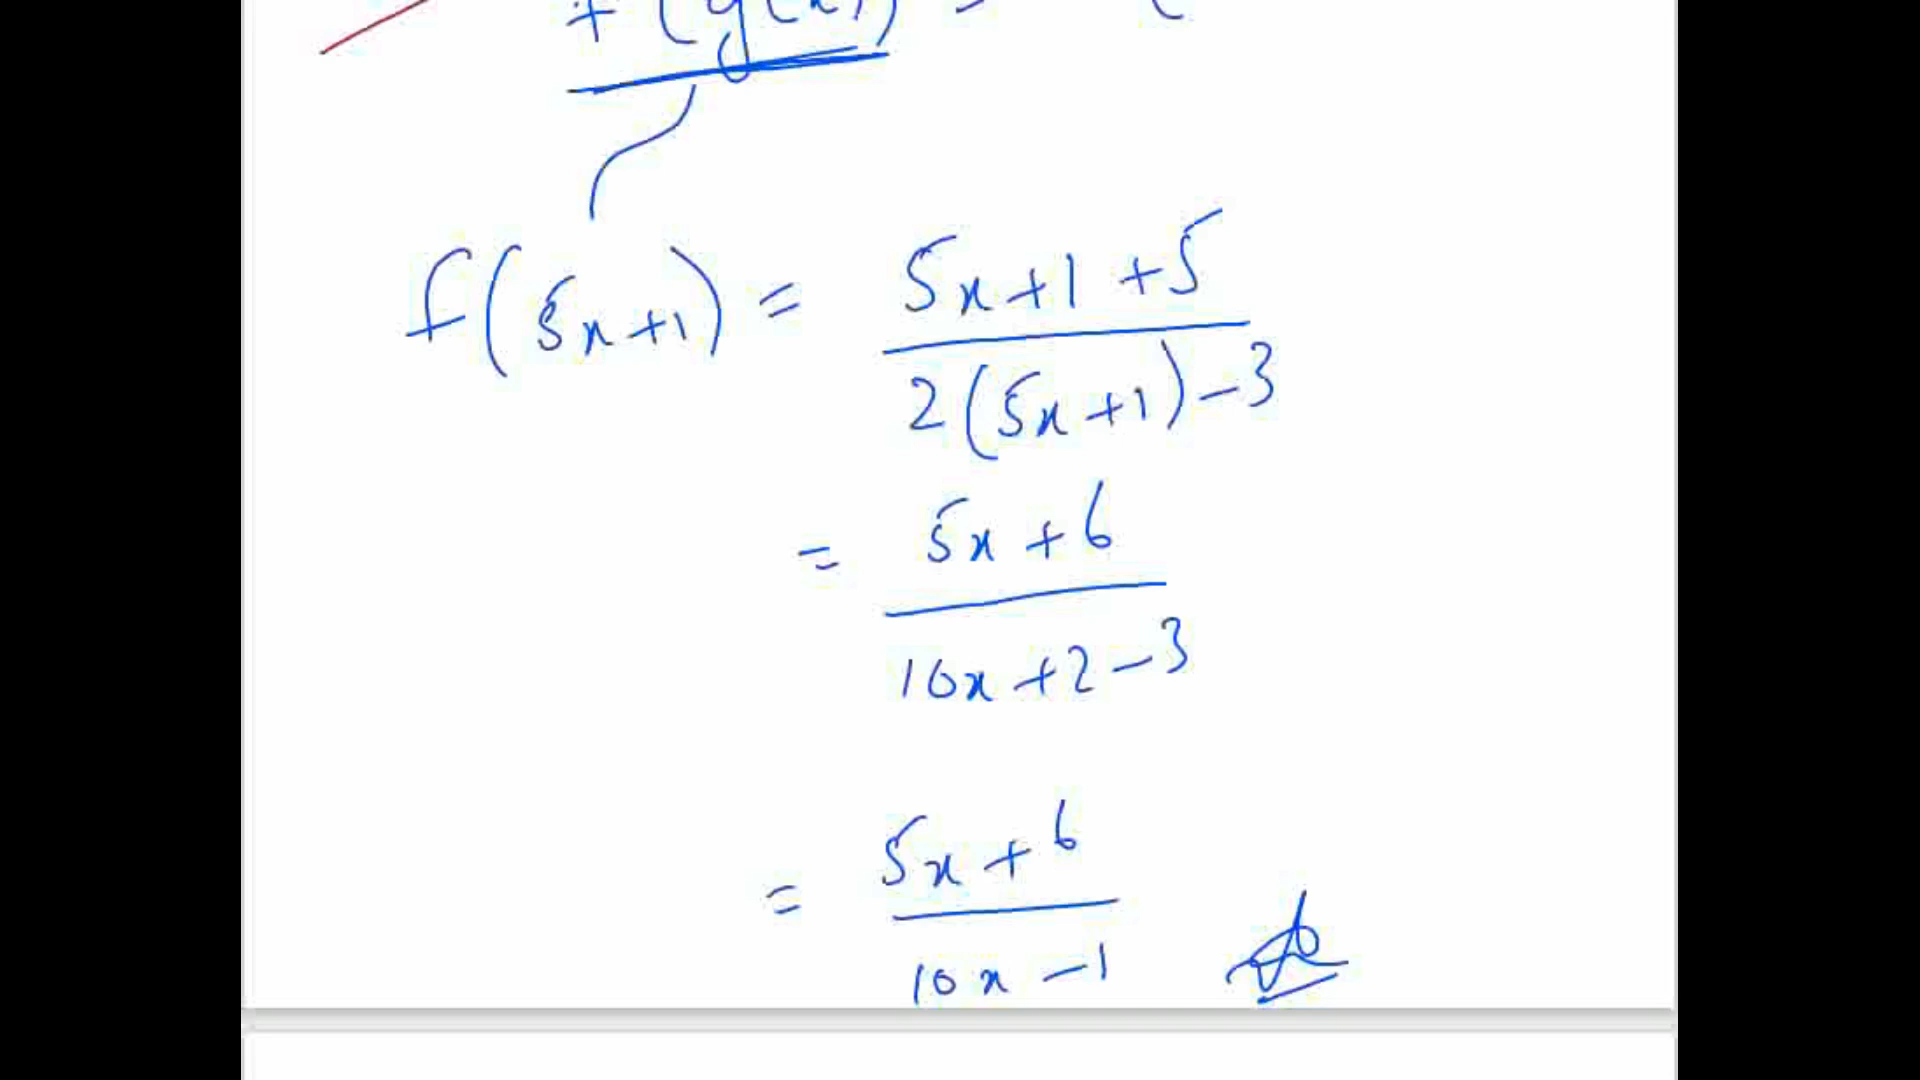 f(g(x)) =
f(5x+1) = 5x+1+5
2(5x+1)-3
= 5x+6
10x+2-3
= 5x+6
10x-1